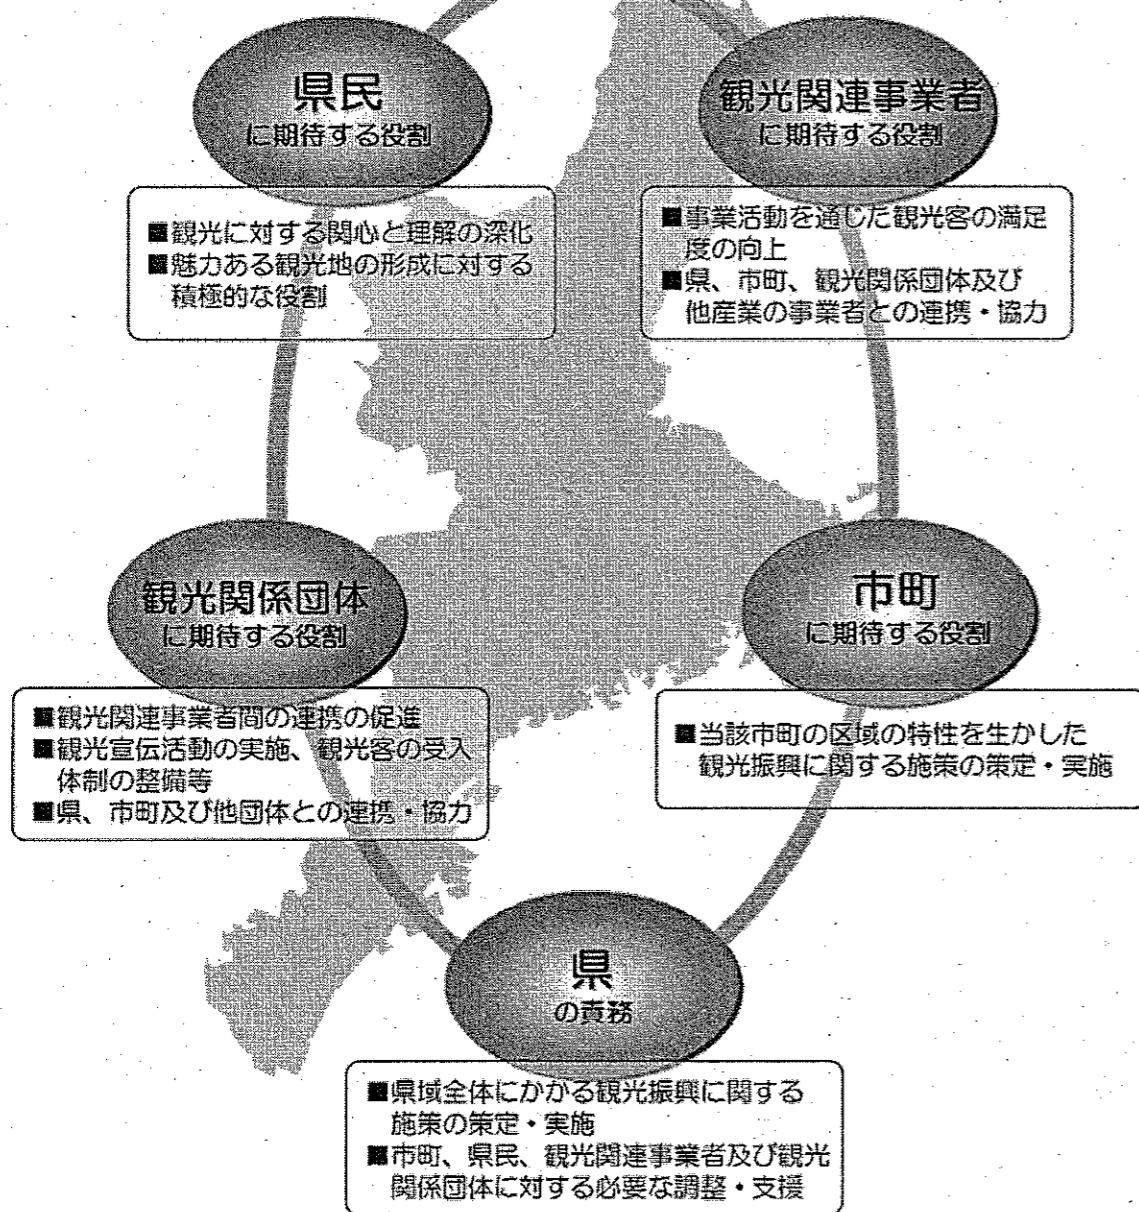 県民
に期待する役割
■観光に対する関心と理解の深化
■魅力ある観光地の形成に対する
積極的な役割
観光関連事業者
に期待する役割
■事業活動を通じた観光客の満足
度の向上
■県、市町、観光関係団体及び
他産業の事業者との連携・協力
観光関係団体
に期待する役割
■観光関連事業者間の連携の促進
■観光宣伝活動の実施、観光客の受入
体制の整備等
■県、市町及び他団体との連携・協力
市町
に期待する役割
■当該市町の区域の特性を生かした
観光振興に関する施策の策定・実施
県
の責務
■県域全体にかかる観光振興に関する
施策の策定・実施
■市町、県民、観光関連事業者及び観光
関係団体に対する必要な調整・支援